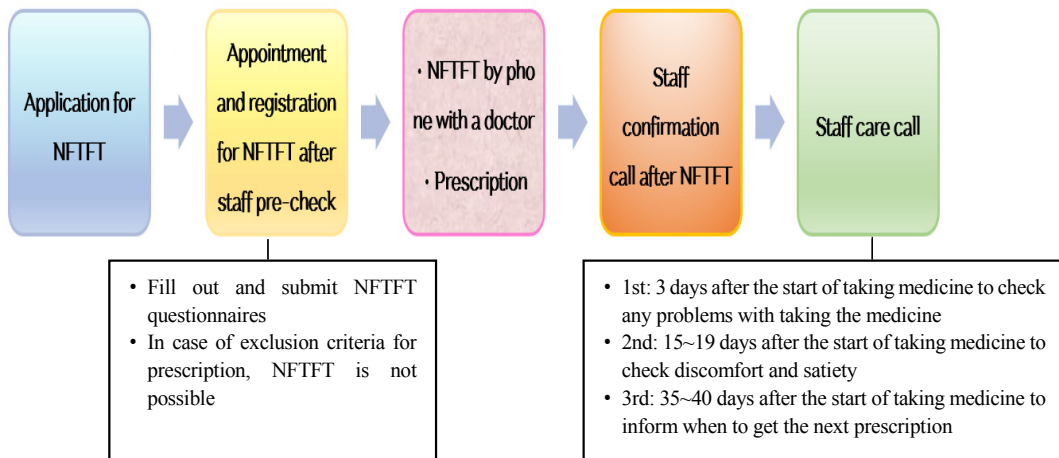 Application for
NFTFT
Appointment
and registration
for NFTFT after
staff pre-check
· NFTFT by pho
ne with a doctor
· Prescription
Staff
confirmation
call after NFTFT
Staff care call
• Fill out and submit NFTFT
questionnaires
• In case of exclusion criteria for
prescription, NFTFT is not
possible
• 1st: 3 days after the start of taking medicine to check
any problems with taking the medicine
• 2nd: 15~19 days after the start of taking medicine to
check discomfort and satiety
• 3rd: 35~40 days after the start of taking medicine to
inform when to get the next prescription